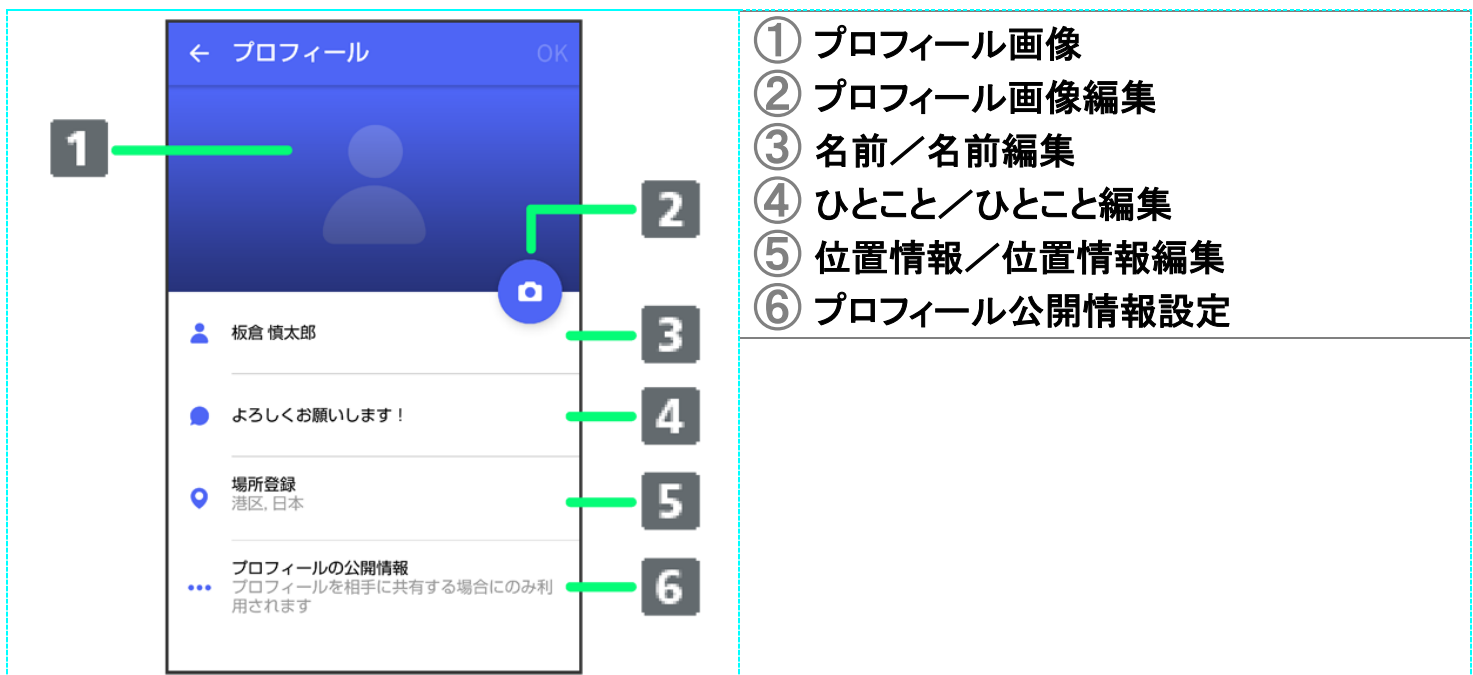 プロフィール OK
1
2
板倉 慎太郎
3
よろしくお願いします！
4
場所登録
港区, 日本
5
プロフィールの公開情報
プロフィールを相手に共有する場合にのみ利
用されます
6
① プロフィール画像
② プロフィール画像編集
③ 名前／名前編集
④ ひとこと／ひとこと編集
⑤ 位置情報／位置情報編集
⑥ プロフィール公開情報設定